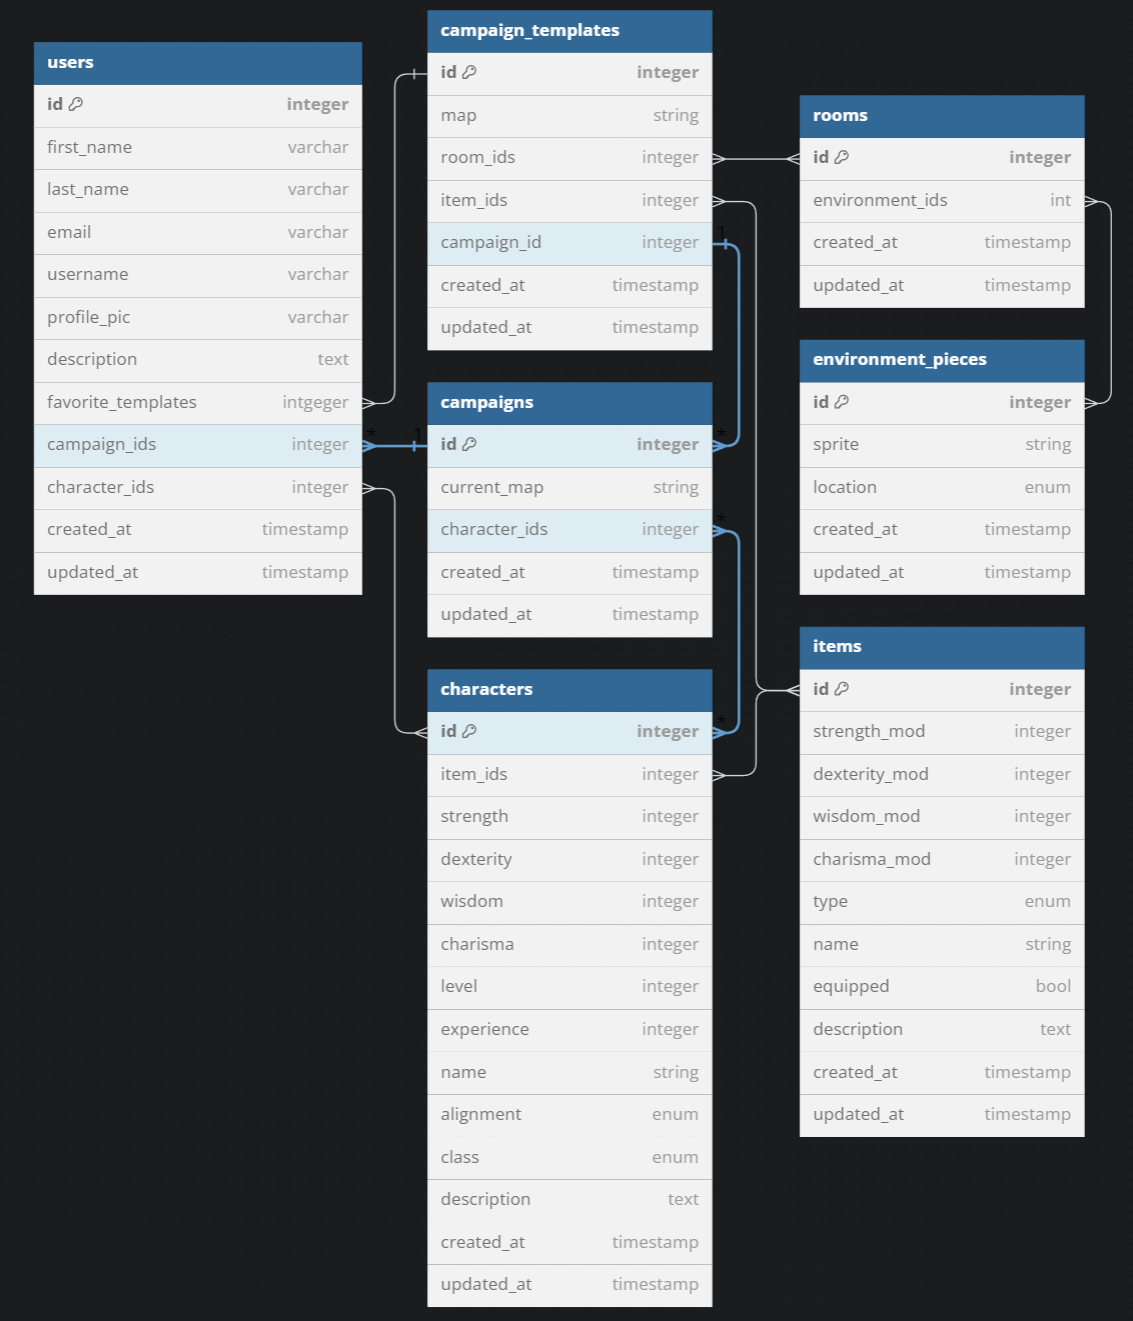 users
id integer
first_name varchar
last_name varchar
email varchar
username varchar
profile_pic varchar
description text
favorite_templates intgeger
campaign_ids integer
character_ids integer
created_at timestamp
updated_at timestamp
campaign_templates
id integer
map string
room_ids integer
item_ids integer
campaign_id integer
created_at timestamp
updated_at timestamp
1
campaigns
* 1
id integer *
current_map string
character_ids integer *
created_at timestamp
updated_at timestamp
characters
id integer *
item_ids integer
strength integer
dexterity integer
wisdom integer
charisma integer
level integer
experience integer
name string
alignment enum
class enum
description text
created_at timestamp
updated_at timestamp
rooms
id integer
environment_ids int
created_at timestamp
updated_at timestamp
environment_pieces
id integer
sprite string
location enum
created_at timestamp
updated_at timestamp
items
id integer
strength_mod integer
dexterity_mod integer
wisdom_mod integer
charisma_mod integer
type enum
name string
equipped bool
description text
created_at timestamp
updated_at timestamp